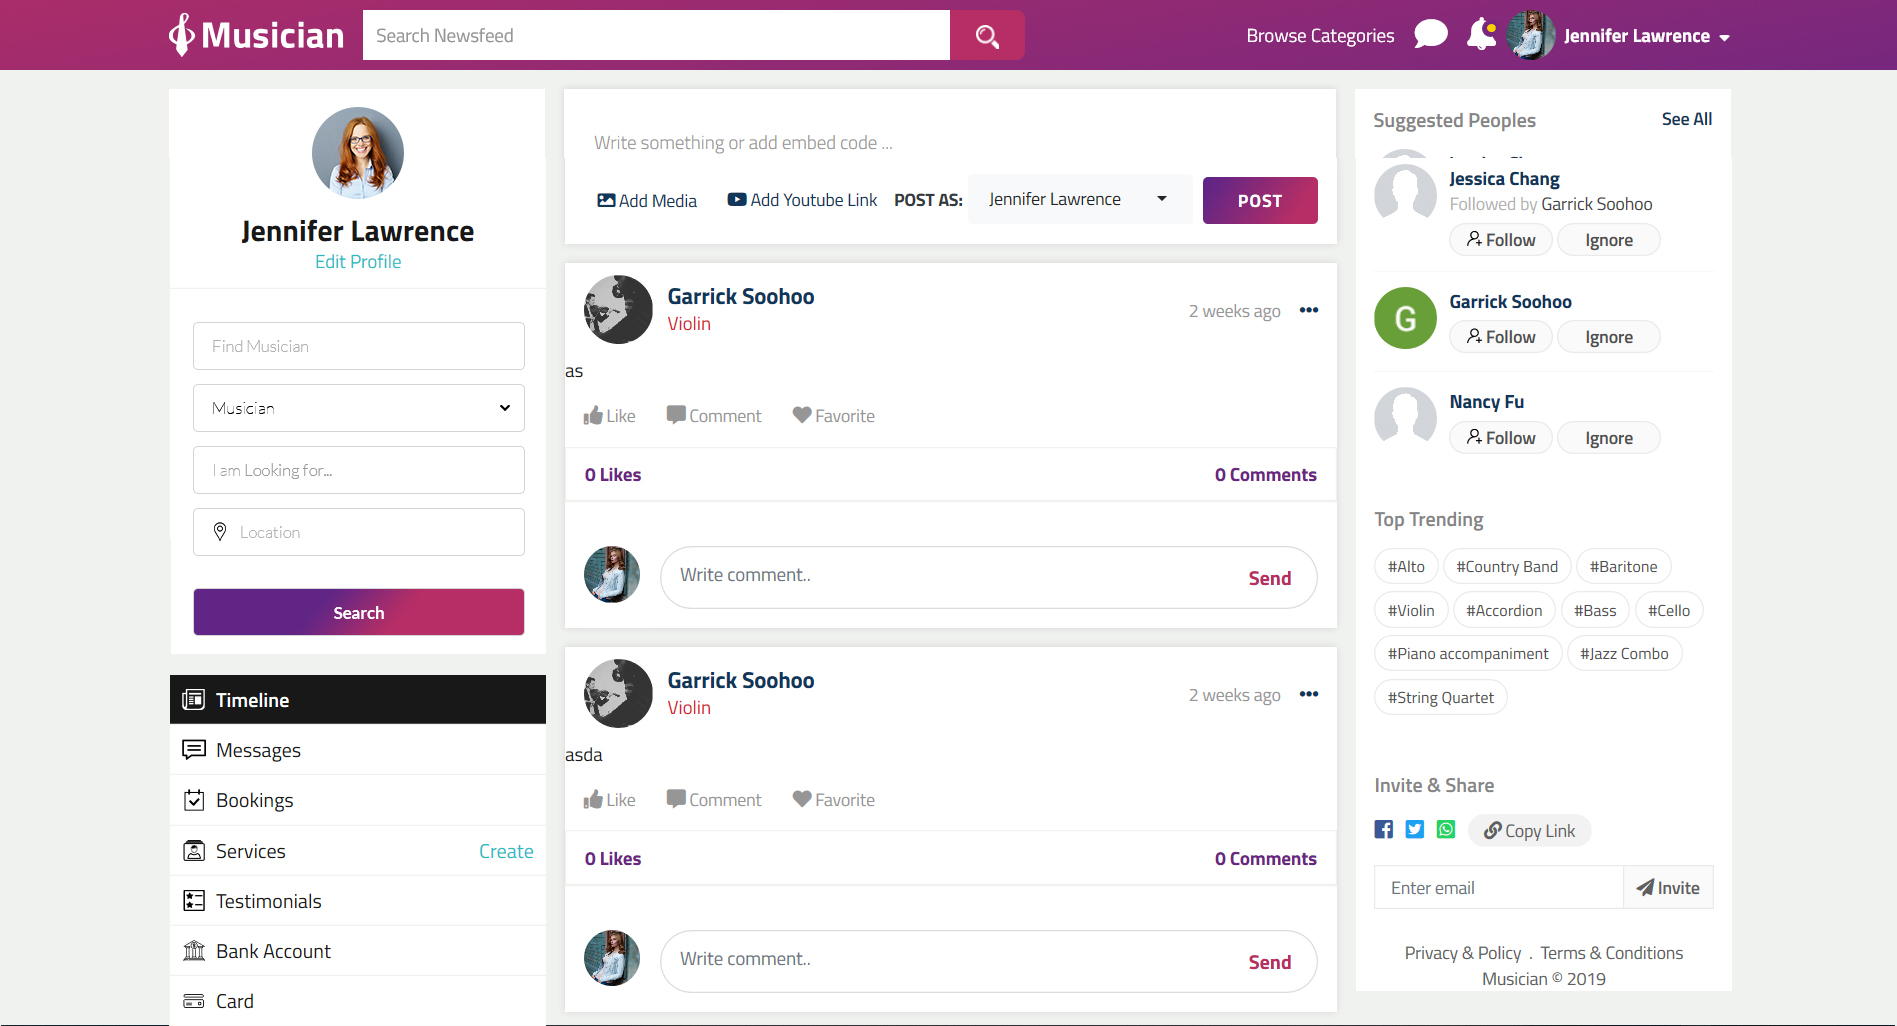 Musician
Search Newsfeed
Browse Categories
Jennifer Lawrence
Jennifer Lawrence
Edit Profile
Find Musician
Musician
I am Looking for...
Location
Search
Timeline
Messages
Bookings
Services Create
Testimonials
Bank Account
Card
Write something or add embed code ...
Add Media Add Youtube Link POST AS: Jennifer Lawrence POST
Garrick Soohoo
Violin
2 weeks ago
as
Like Comment Favorite
0 Likes 0 Comments
Write comment..
Send
Garrick Soohoo
Violin
2 weeks ago
asda
Like Comment Favorite
0 Likes 0 Comments
Write comment..
Send
Suggested Peoples See All
Jessica Chang
Followed by Garrick Soohoo
Follow Ignore
G
Garrick Soohoo
Follow Ignore
Nancy Fu
Follow Ignore
Top Trending
#Alto #Country Band #Baritone
#Violin #Accordion #Bass #Cello
#Piano accompaniment #Jazz Combo
#String Quartet
Invite & Share
Copy Link
Enter email Invite
Privacy & Policy . Terms & Conditions
Musician © 2019